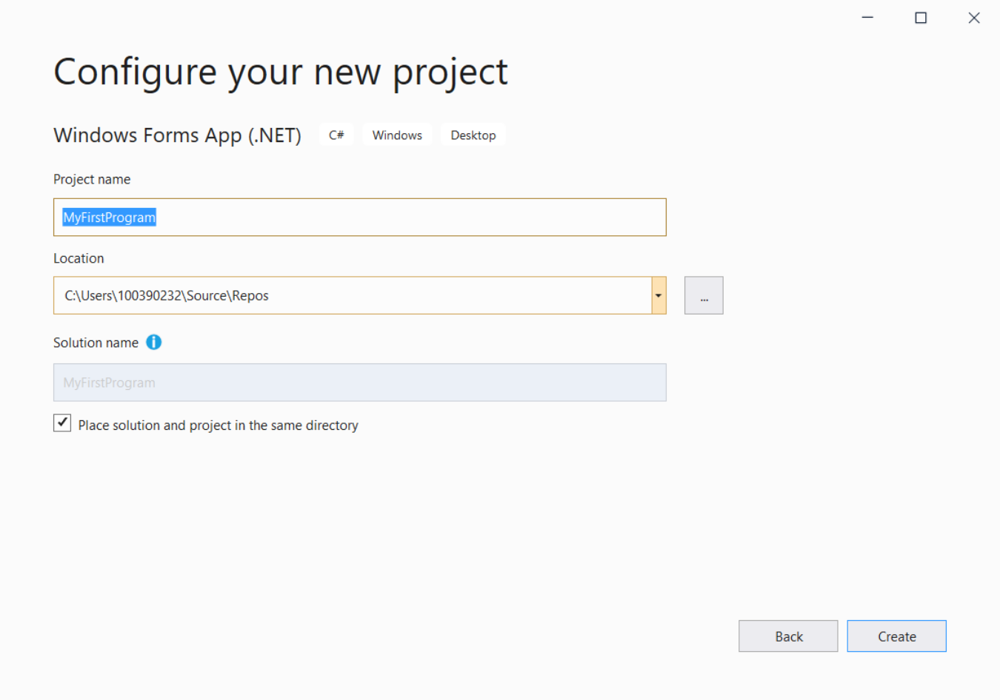 Configure your new project
Windows Forms App (.NET) C# Windows Desktop
Project name
MyFirstProgram
Location
C:\Users\100390232\Source\Repos
...
Solution name
MyFirstProgram
Place solution and project in the same directory
Back Create